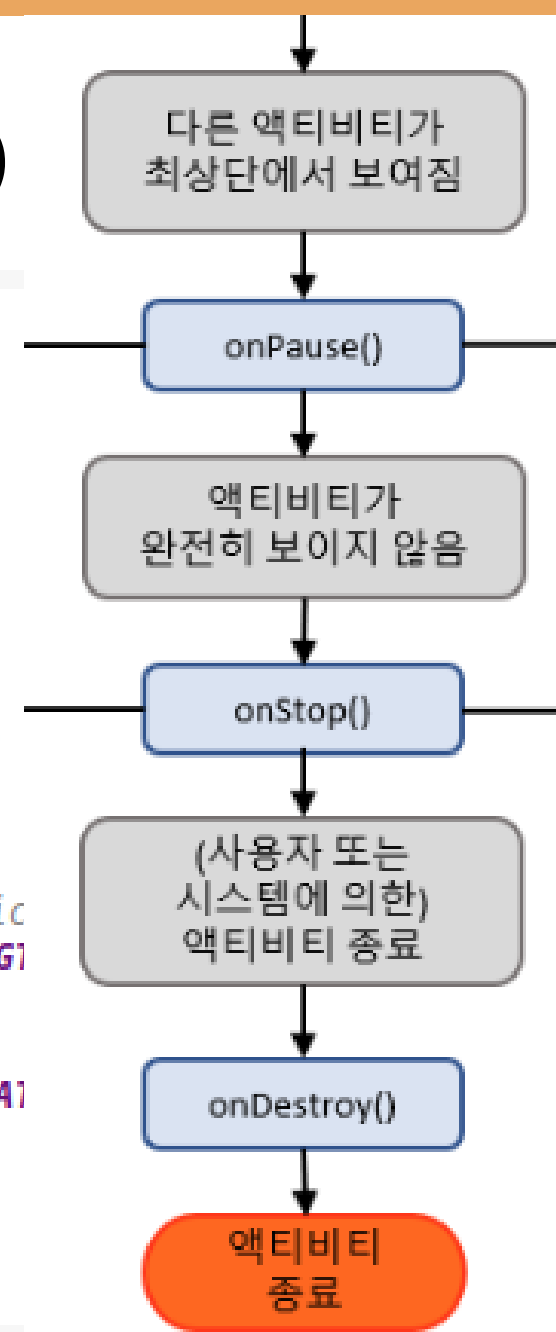 )
다른 액티비티가
최상단에서 보여짐
onPause()
액티비티가
완전히 보이지 않음
onStop()
(사용자 또는
시스템에 의한)
액티비티 종료
onDestroy()
액티비티
종료